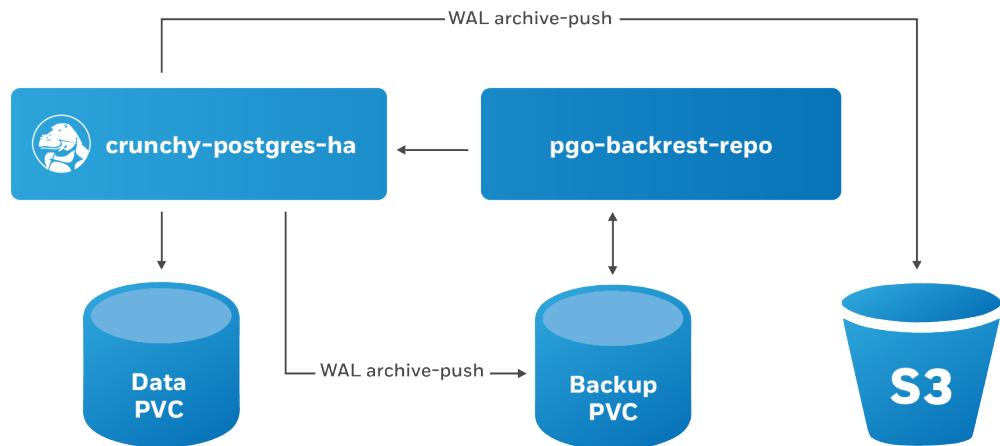 WAL archive-push
crunchy-postgres-ha
pgo-backrest-repo
WAL archive-push
Data
PVC
Backup
PVC
S3